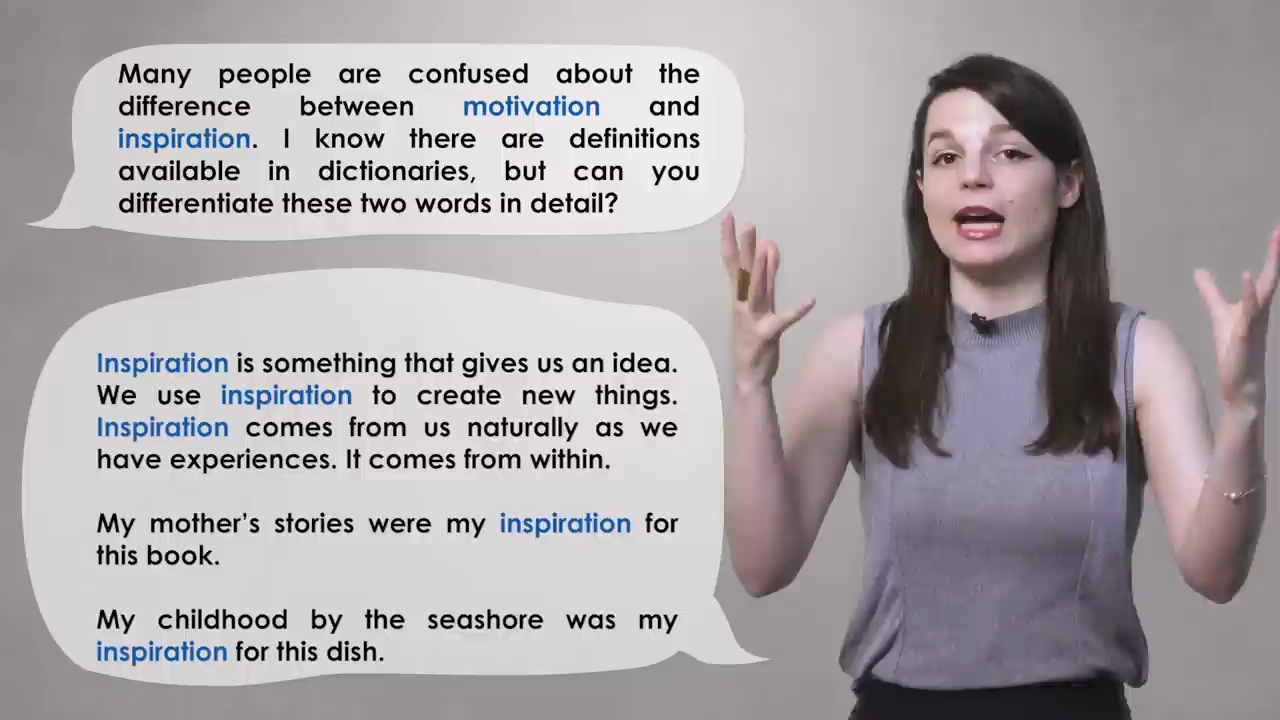 Many people are confused about the
difference between motivation and
inspiration. I know there are definitions
available in dictionaries, but can you
differentiate these two words in detail?
Inspiration is something that gives us an idea.
We use inspiration to create new things.
Inspiration comes from us naturally as we
have experiences. It comes from within.
My mother’s stories were my inspiration for
this book.
My childhood by the seashore was my
inspiration for this dish.